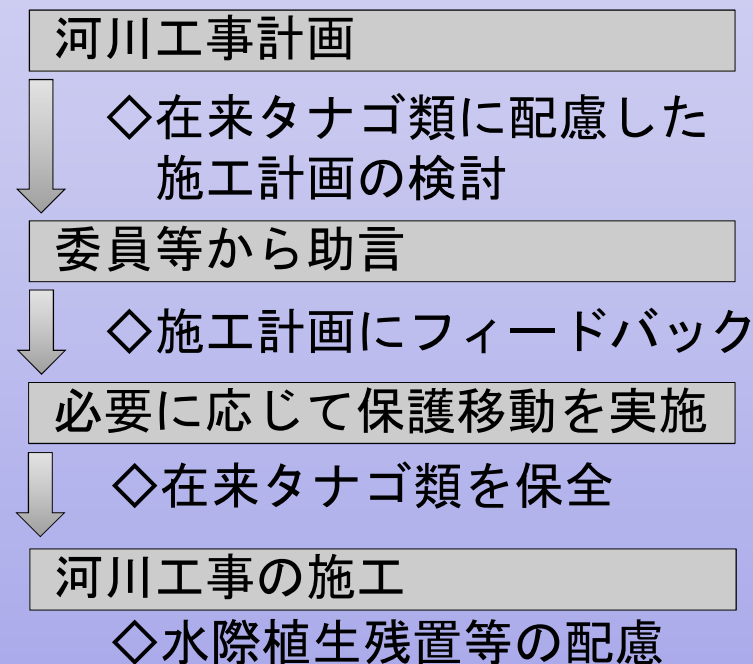 河川工事計画
◇在来タナゴ類に配慮した
施工計画の検討
委員等から助言
◇施工計画にフィードバック
必要に応じて保護移動を実施
◇在来タナゴ類を保全
河川工事の施工
◇水際植生残置等の配慮